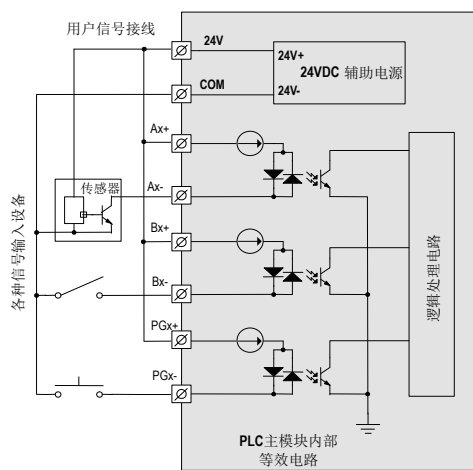 用户信号接线
24V
24V+
24VDC 辅助电源
24V-
COM
Ax+
传感器
Ax-
Bx+
Bx-
PGx+
PGx-
各种信号输入设备
逻辑处理电路
PLC主模块内部
等效电路